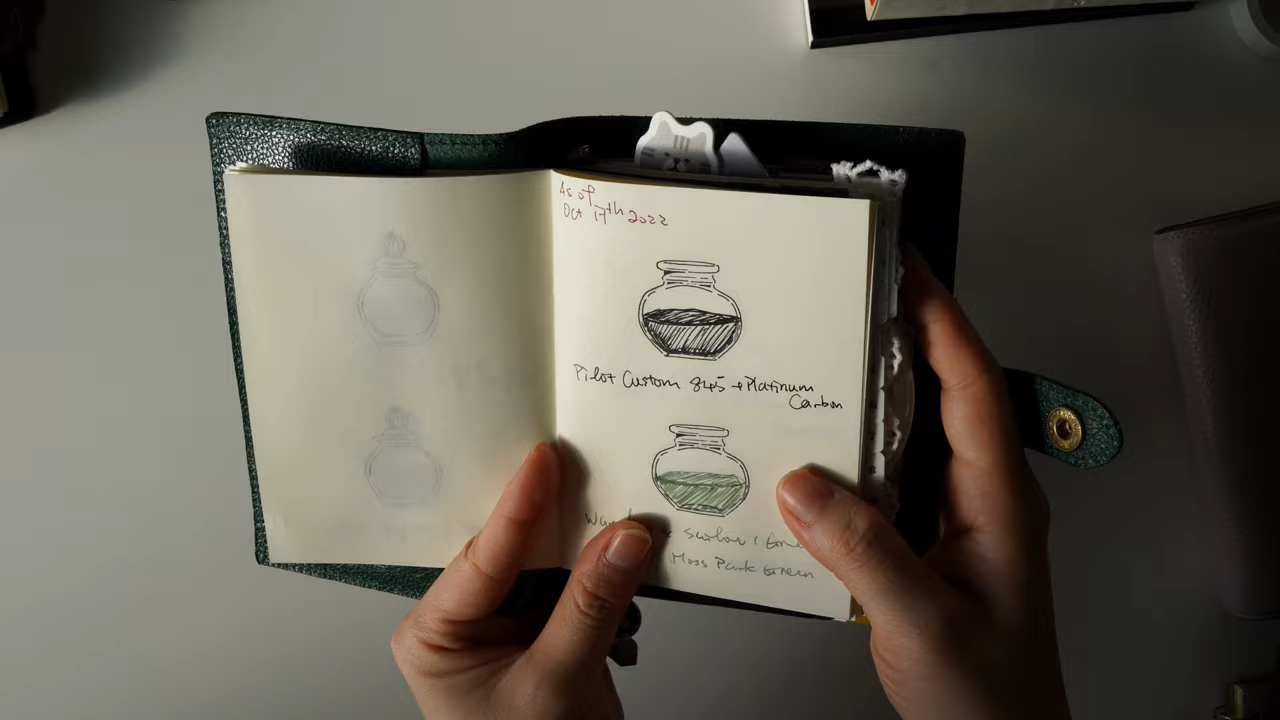 As of
Oct 17th 2022
Pilot Custom 845 + Platinum
Carbon
Moss Park Green